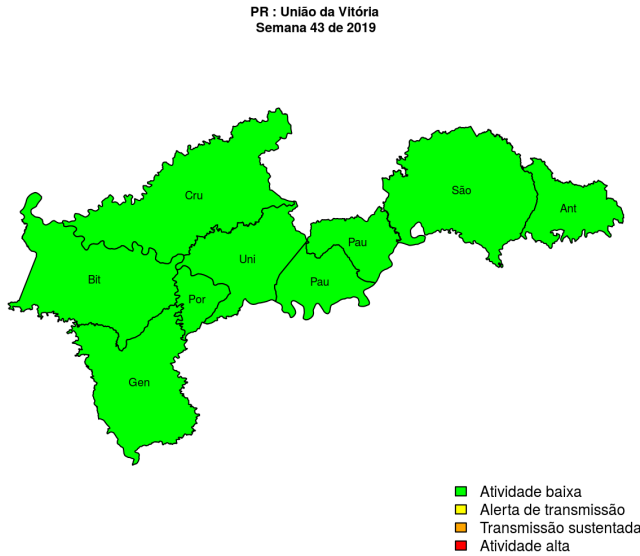 PR : União da Vitória
Semana 43 de 2019
Cru
São
Ant
Pau
Uni
Bit
Pau
Por
Gen
Atividade baixa
Alerta de transmissão
Transmissão sustentada
Atividade alta